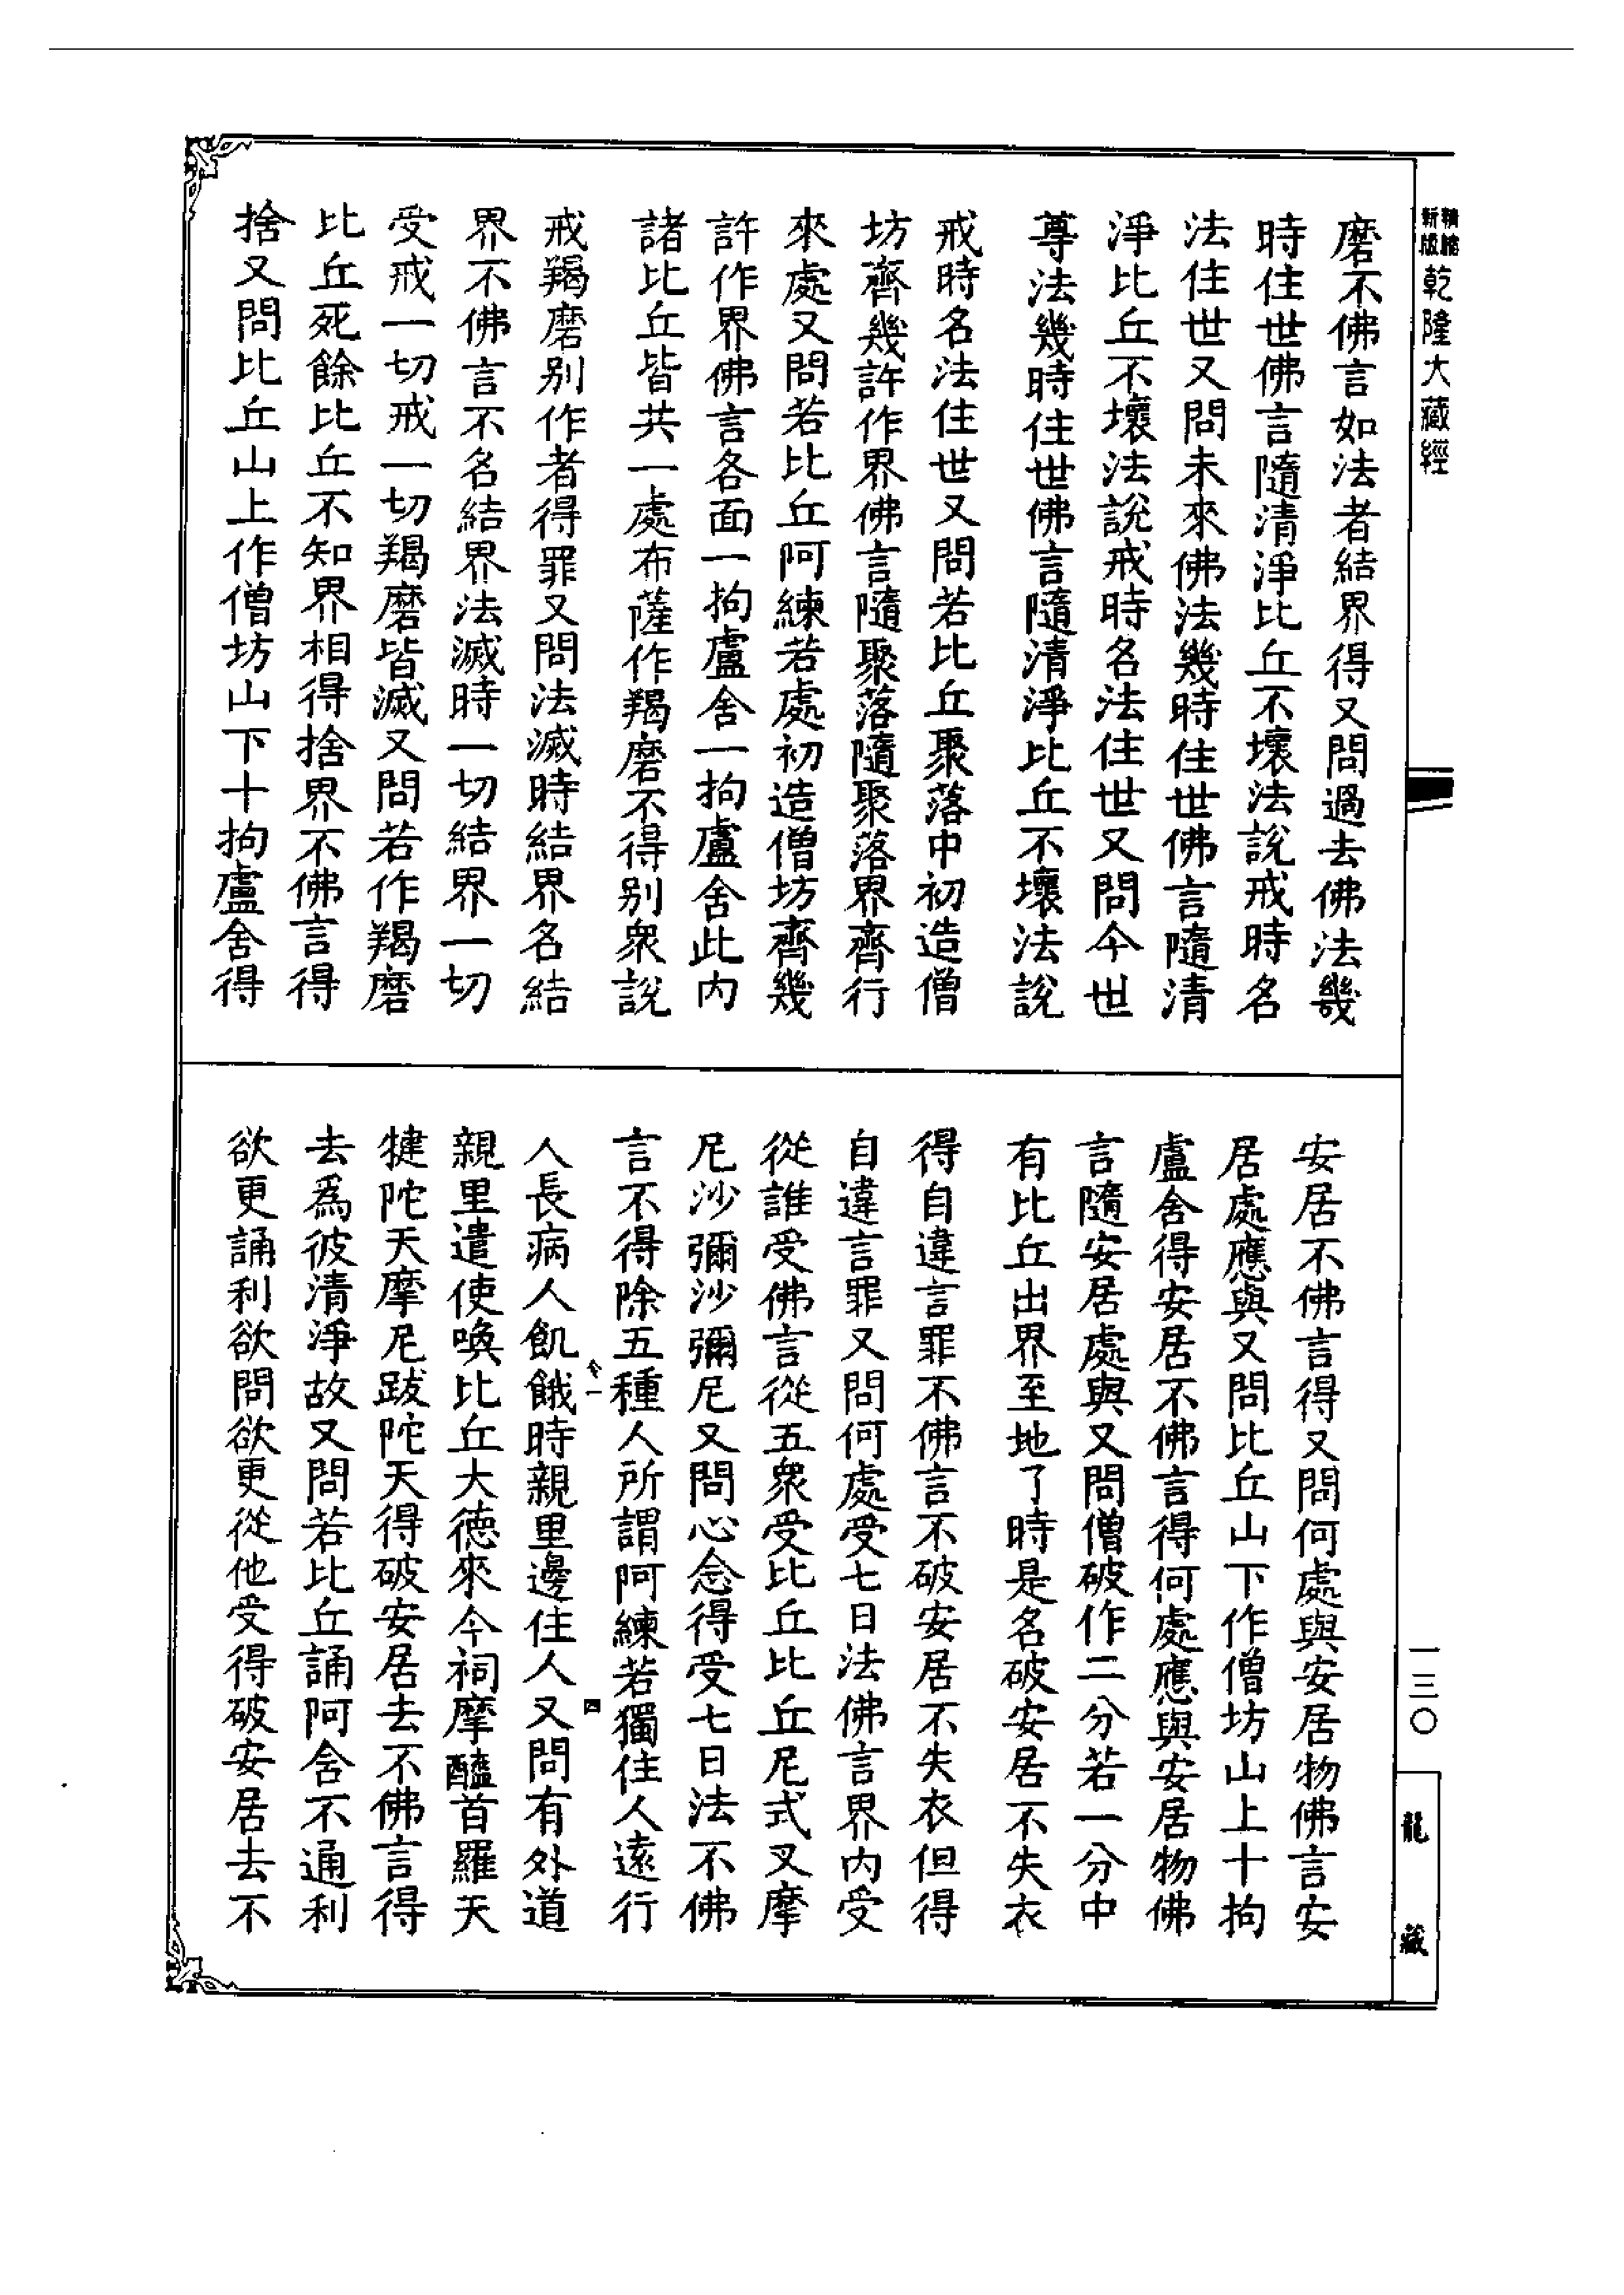 精縮
新版
乾隆大藏經
磨不佛言如法者結界得又問過去佛法幾
時住世佛言隨清淨比丘不壞法說戒時名
法住世又問未來佛法幾時住世佛言隨清
淨比丘不壞法說戒時名法住世又問今世
尊法幾時住世佛言隨清淨比丘不壞法說
戒時名法住世又問若比丘聚落中初造僧
坊齊幾許作界佛言隨聚落隨聚落界齊行
來處又問若比丘阿練若處初造僧坊齊幾
許作界佛言各面一拘盧舍一拘盧舍此內
諸比丘皆共一處布薩作羯磨不得別眾說
戒羯磨別作者得罪又問法滅時結界名結
界不佛言不名結界法滅時一切結界一切
受戒一切戒一切羯磨皆滅又問若作羯磨
比丘死餘比丘不知界相得捨界不佛言得
捨又問比丘山上作僧坊山下十拘盧舍得
安居不佛言得又問何處與安居物佛言安
居處應與又問比丘山下作僧坊山上十拘
盧舍得安居不佛言得何處應與安居物佛
言隨安居處與又問僧破作二分若一分中
有比丘出界至地了時是名破安居不失衣
得自違言罪不佛言不破安居不失衣但得
自違言罪又問何處受七日法佛言界內受
從誰受佛言從五眾受比丘比丘尼式叉摩
尼沙彌沙彌尼又問心念得受七日法不佛
言不得除五種人所謂阿練若獨住人遠行
人長病人飢餓時親里邊住人又問有外道
親里遣使喚比丘大德來今祠摩醯首羅天
揵陀天摩尼跋陀天得破安居去不佛言得
去為彼清淨故又問若比丘誦阿含不通利
欲更誦利欲問欲更從他受得破安居去不
一三〇
龍藏